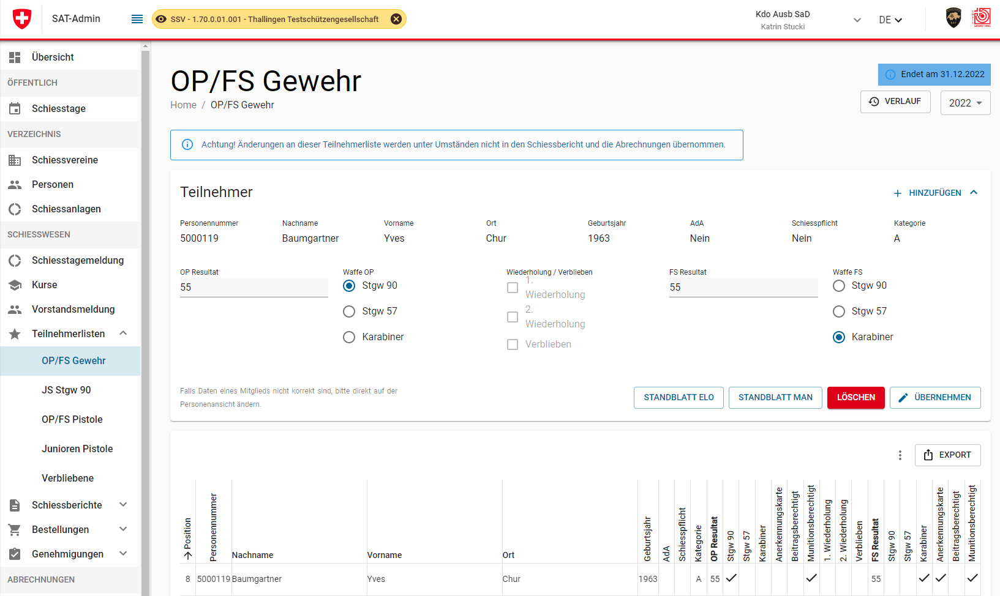 SAT-Admin
SSV - 1.70.0.01.001 - Thallingen Testschützengesellschaft
Kdo Ausb SaD
Katrin Stucki
DE
Übersicht
ÖFFENTLICH
Schiesstage
VERZEICHNIS
Schiessvereine
Personen
Schiessanlagen
SCHIESSWESEN
Schiesstagemeldung
Kurse
Vorstandsmeldung
Teilnehmerlisten
OP/FS Gewehr
JS Stgw 90
OP/FS Pistole
Junioren Pistole
Verbliebene
Schiessberichte
Bestellungen
Genehmigungen
ABRECHNUNGEN
OP/FS Gewehr
Home / OP/FS Gewehr
Endet am 31.12.2022
VERLAUF
2022
Achtung! Änderungen an dieser Teilnehmerliste werden unter Umständen nicht in den Schiessbericht und die Abrechnungen übernommen.
Teilnehmer
HINZUFÜGEN
Personennummer Nachname Vorname Ort Geburtsjahr AdA Schiesspflicht Kategorie
5000119 Baumgartner Yves Chur 1963 Nein Nein A
OP Resultat
55
Waffe OP
Stgw 90
Stgw 57
Karabiner
Wiederholung / Verblieben
1.
Wiederholung
2.
Wiederholung
Verblieben
FS Resultat
55
Waffe FS
Stgw 90
Stgw 57
Karabiner
Falls Daten eines Mitglieds nicht korrekt sind, bitte direkt auf der
Personenansicht ändern.
STANDBLATT ELO
STANDBLATT MAN
LÖSCHEN
ÜBERNEHMEN
EXPORT
Position Personennummer Nachname Vorname Ort Geburtsjahr AdA Schiesspflicht Kategorie OP Resultat Stgw 90 Stgw 57 Karabiner Anerkennungskarte Beitragsberechtigt Munitionsberechtigt 1. Wiederholung 2. Wiederholung Verblieben FS Resultat Stgw 90 Stgw 57 Karabiner Anerkennungskarte Beitragsberechtigt Munitionsberechtigt
8 5000119 Baumgartner Yves Chur 1963 A 55 55